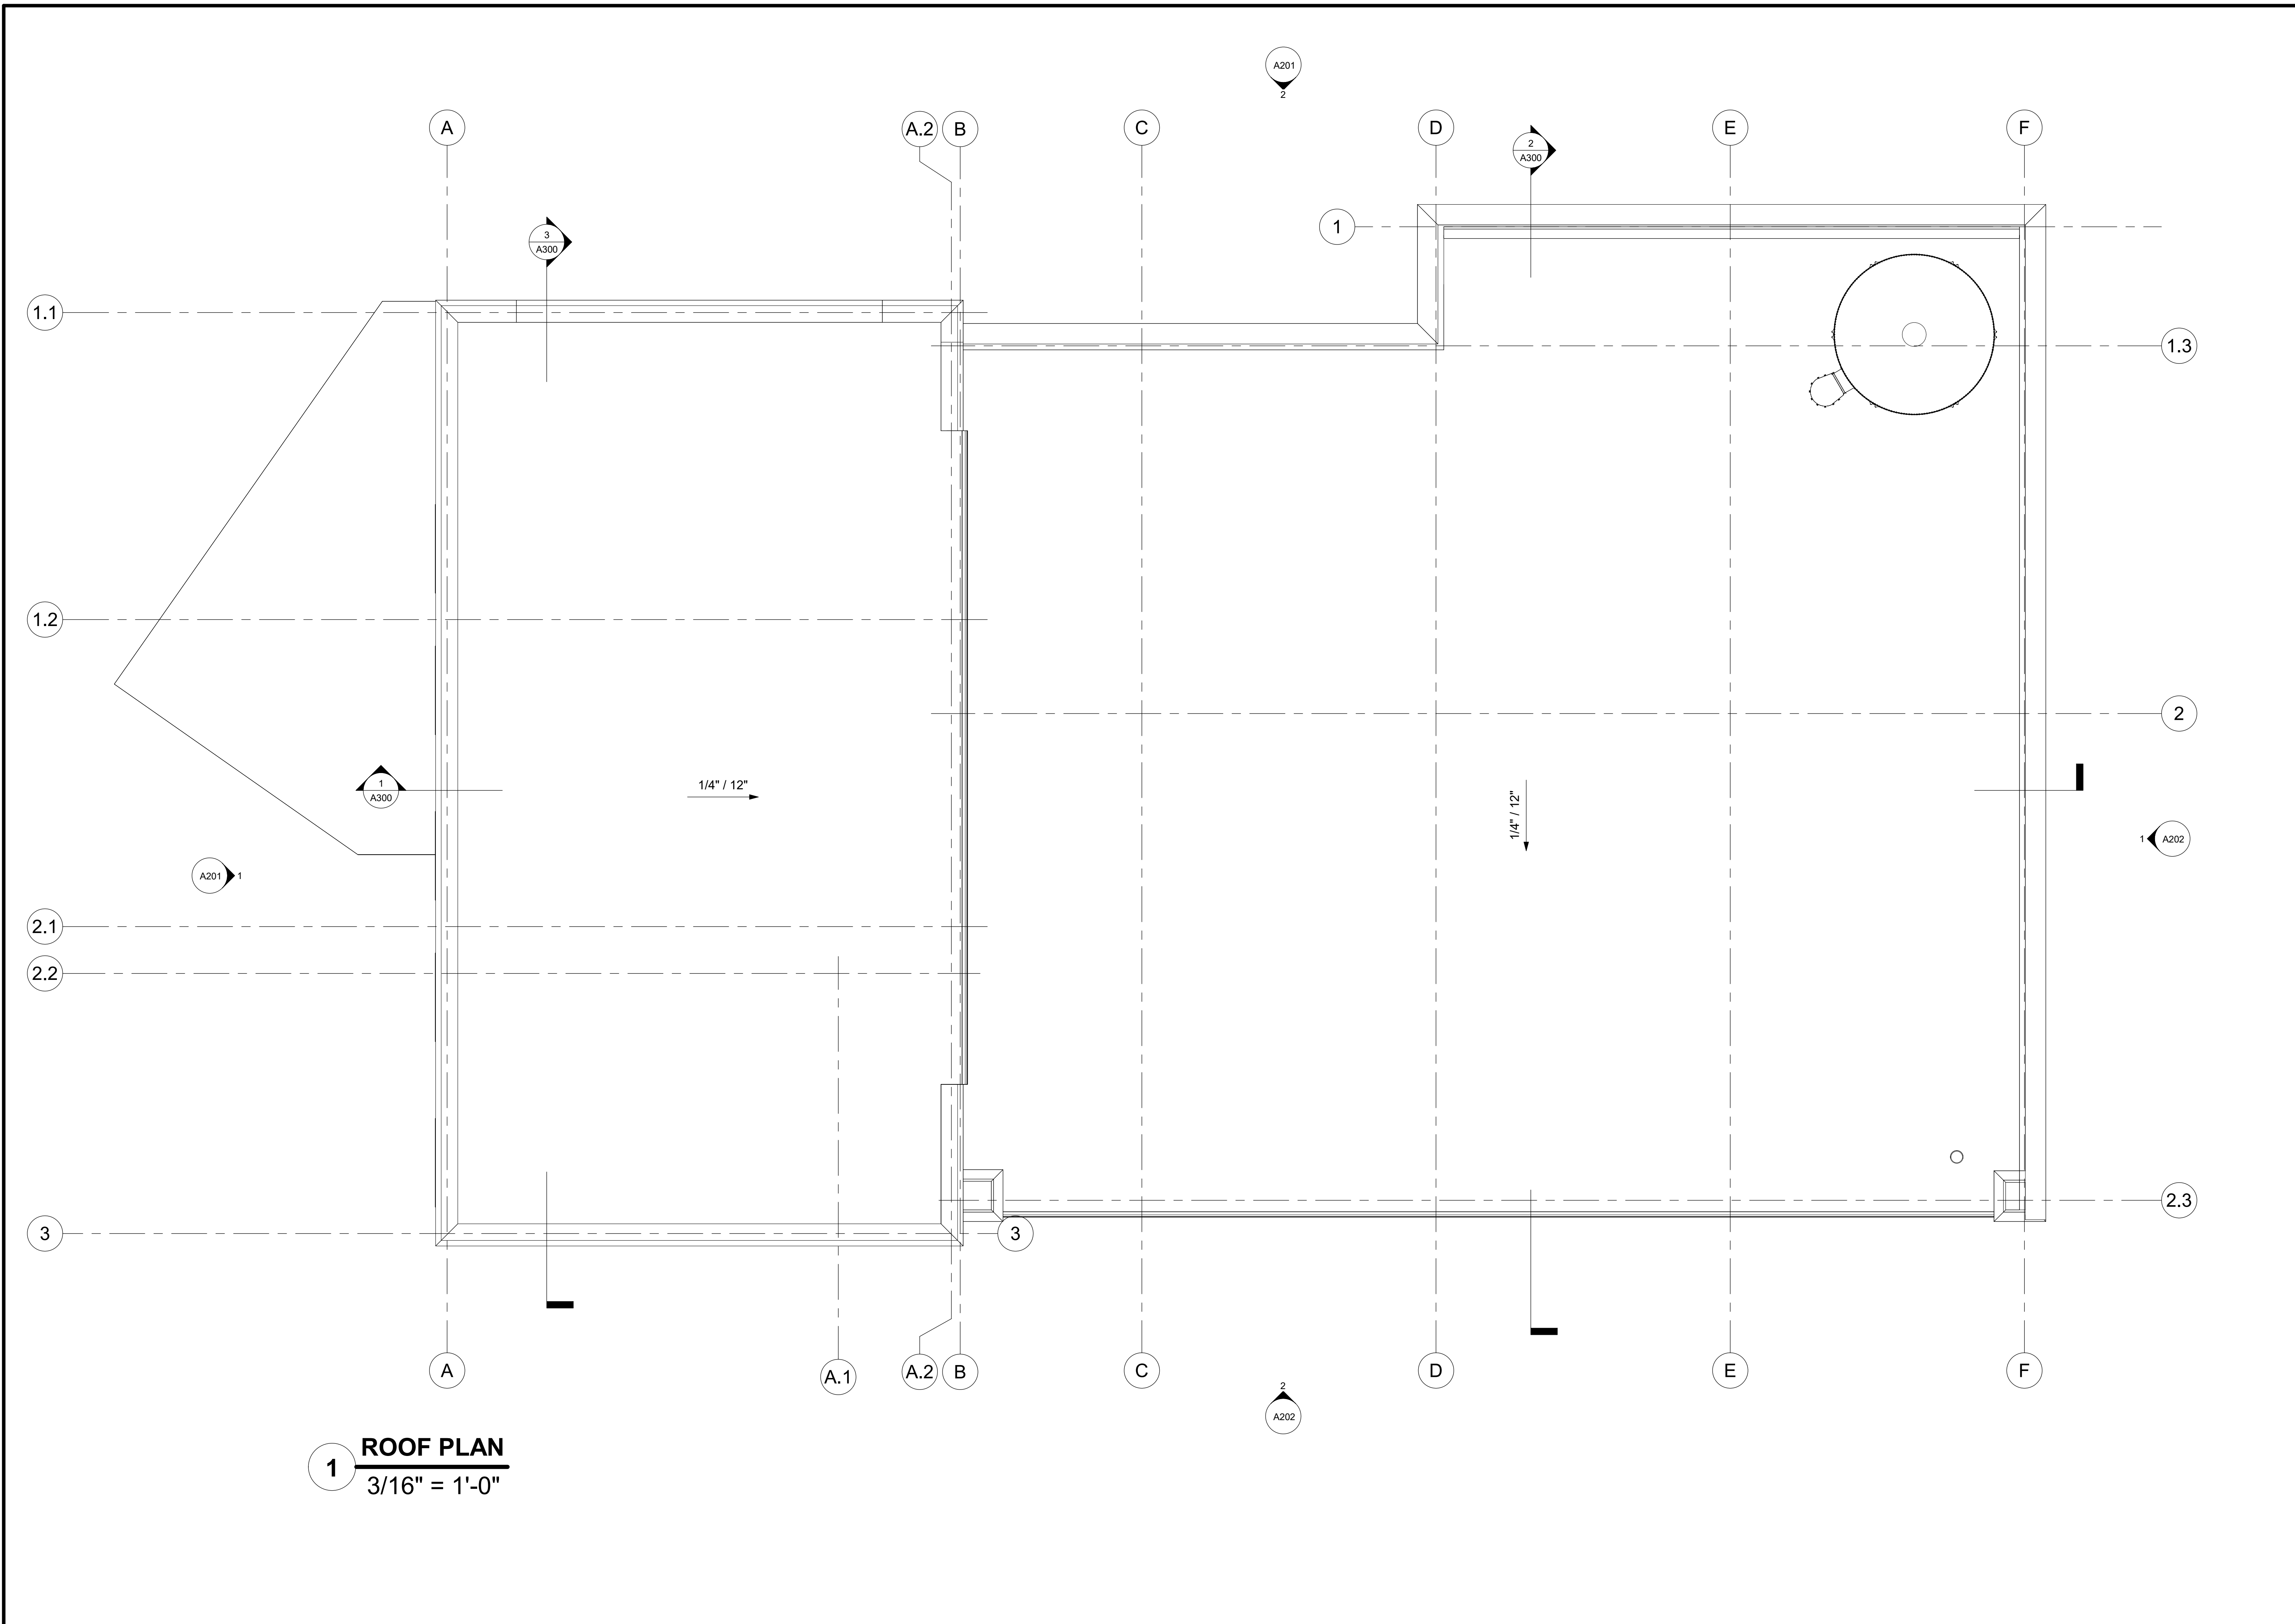 A201
2
A
A.2
B
C
D
E
F
2
A300
1
3
A300
1.1
1.3
1.2
2
1/4" / 12"
1
A300
1/4" / 12"
1
A202
A201
1
2.1
2.2
2.3
3
3
A
A.1
A.2
B
C
D
E
F
2
A202
1
ROOF PLAN
3/16" = 1'-0"